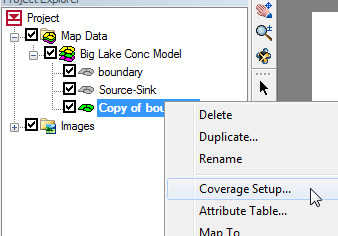 Project Explorer
Project
Map Data
Big Lake Conc Model
boundary
Source-Sink
Copy of bou
Images
Delete
Duplicate...
Rename
Coverage Setup...
Attribute Table...
Map To